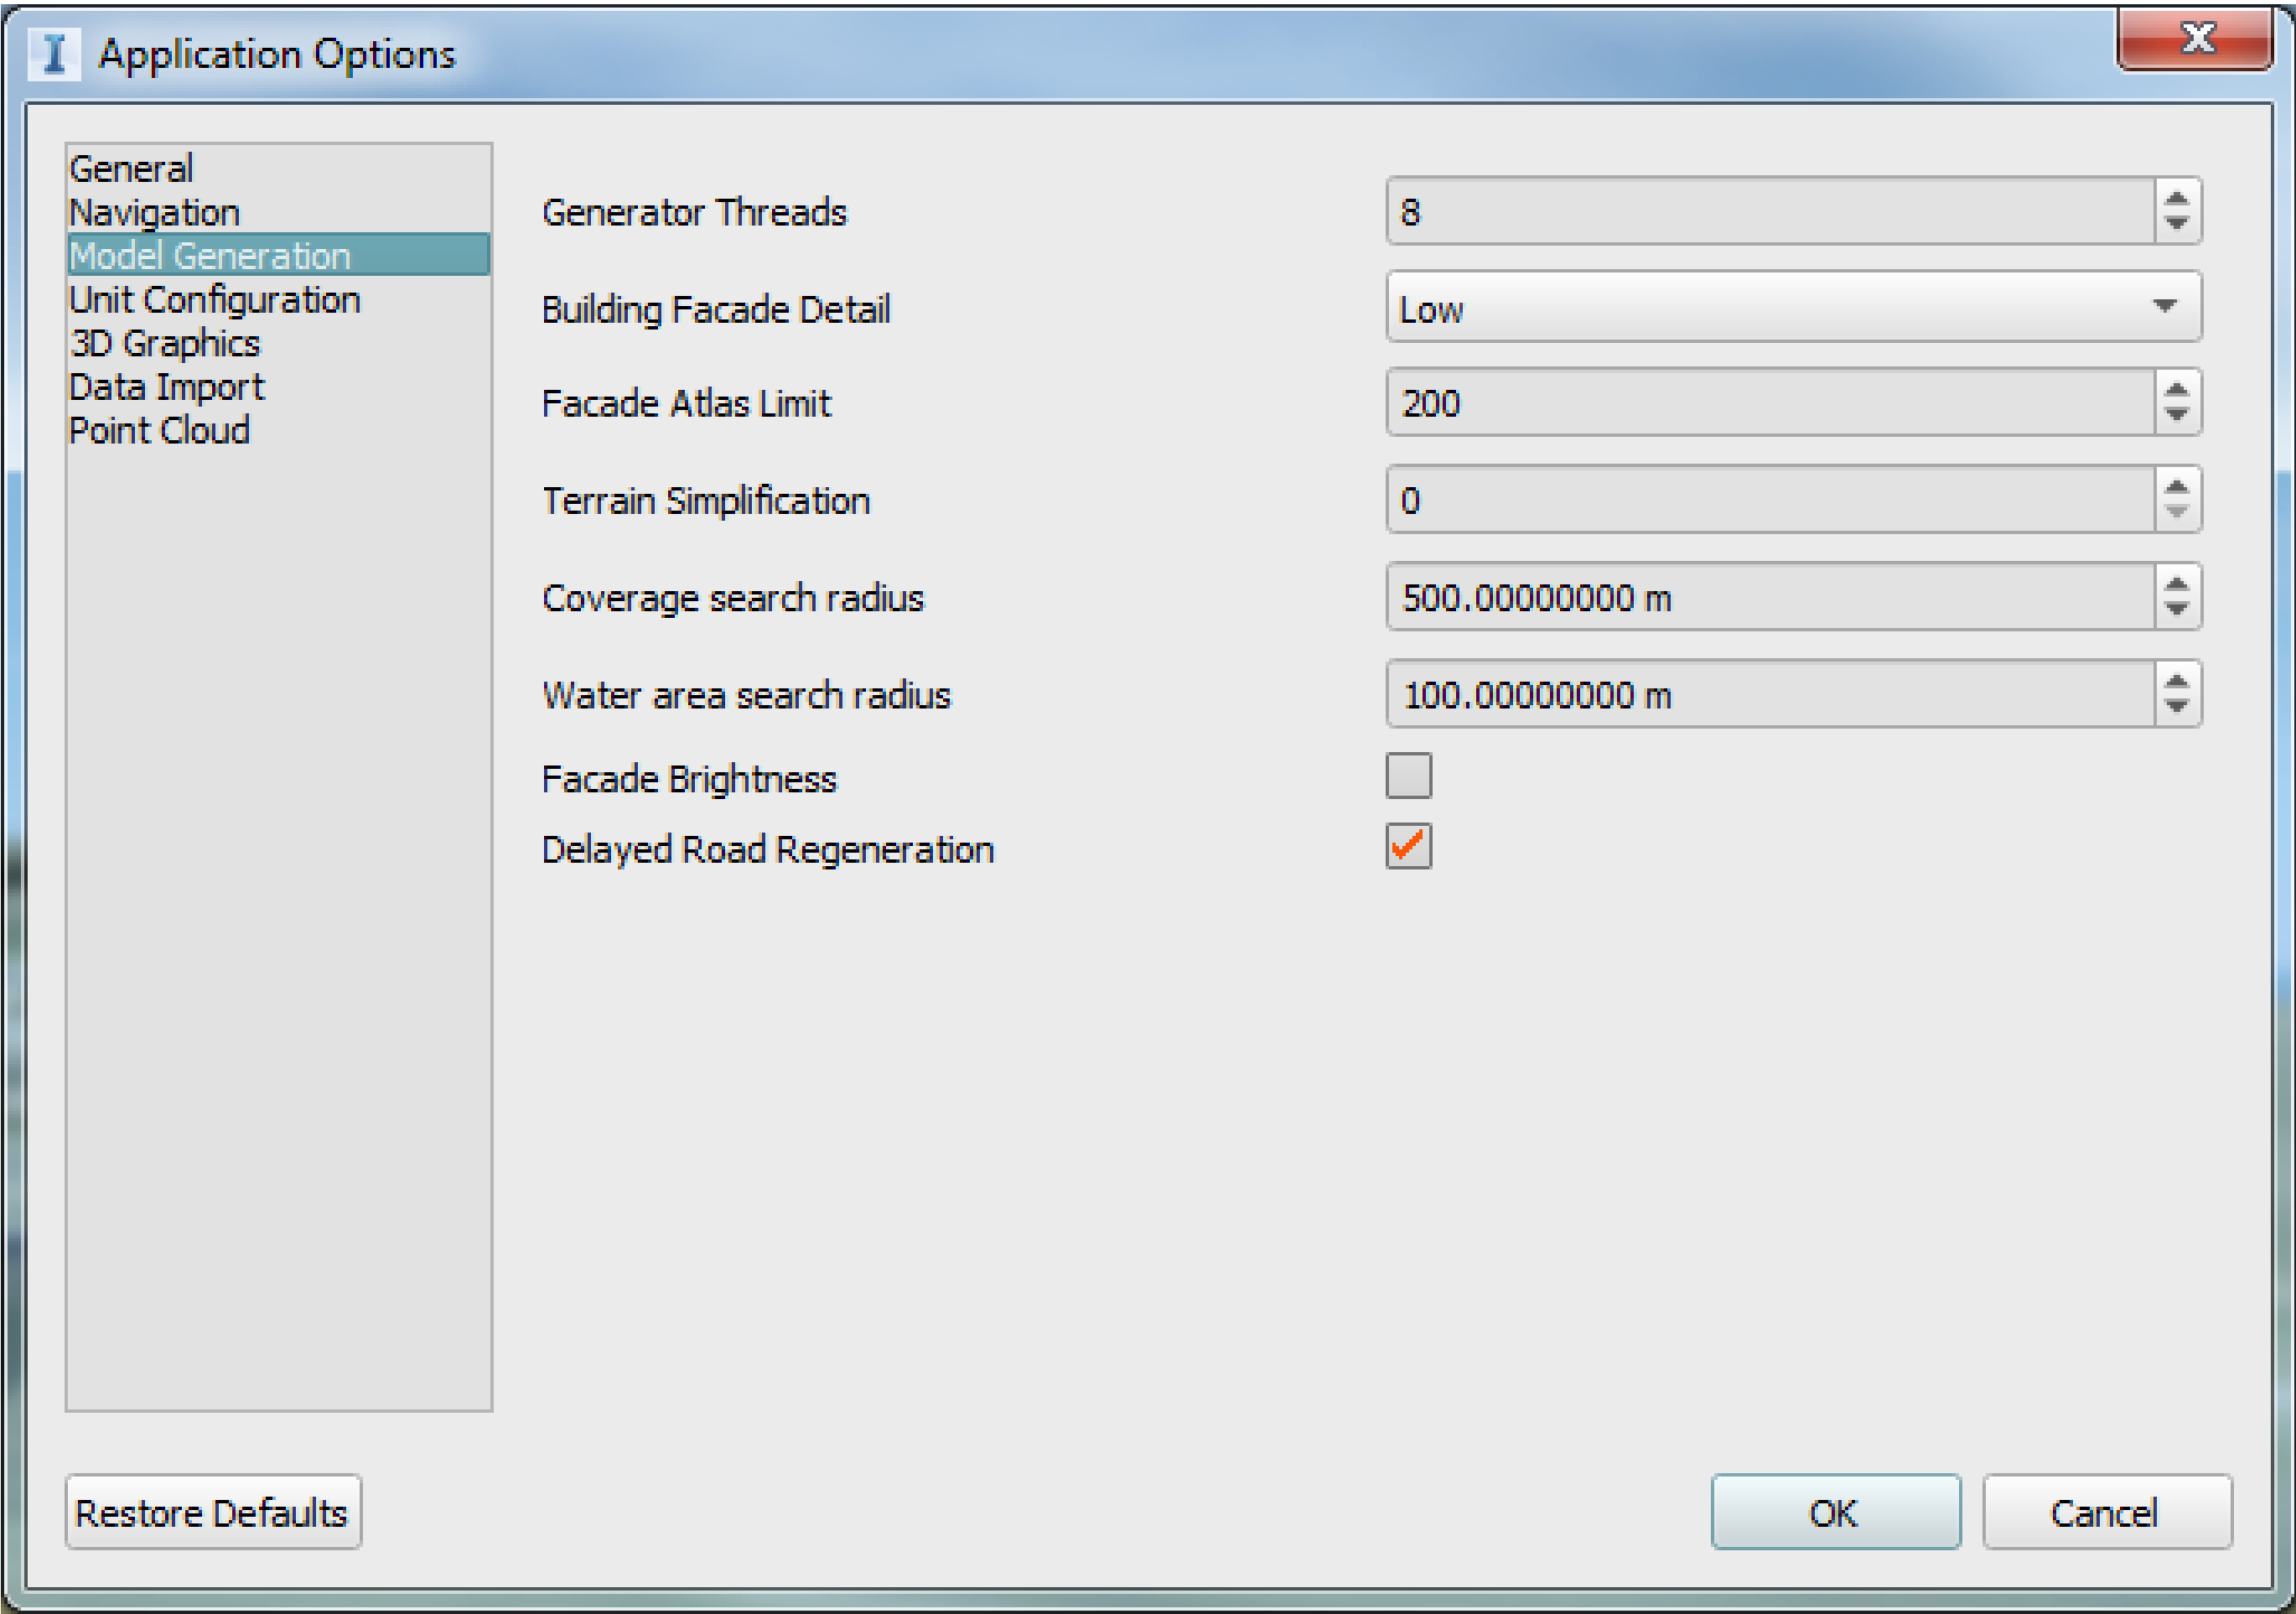 I Application Options
General
Navigation
Model Generation
Unit Configuration
3D Graphics
Data Import
Point Cloud
Generator Threads 8
Building Facade Detail Low
Facade Atlas Limit 200
Terrain Simplification 0
Coverage search radius 500.00000000 m
Water area search radius 100.00000000 m
Facade Brightness
Delayed Road Regeneration
Restore Defaults OK Cancel